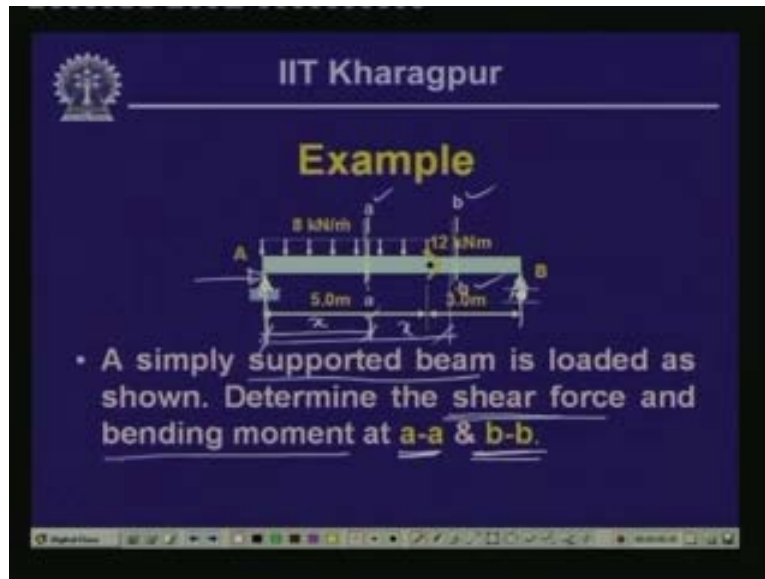 IIT Kharagpur
Example
a b
8 kN/m
12 kNm
A B
b
5.0m a 3.0m
x x
• A simply supported beam is loaded as
shown. Determine the shear force and
bending moment at a-a & b-b.